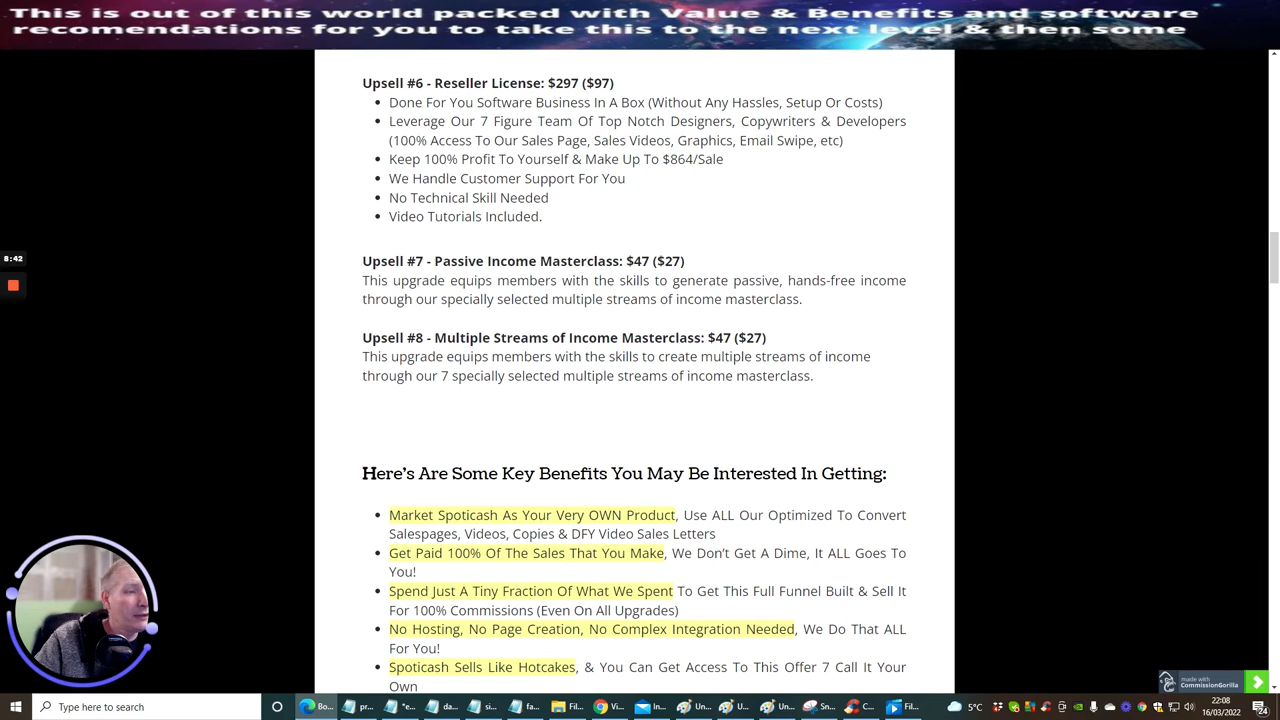 This is out of this world packed with Value & Benefits and software
recomendations for you to take this to the next level & then some
Upsell #6 - Reseller License: $297 ($97)
Done For You Software Business In A Box (Without Any Hassles, Setup Or Costs)
Leverage Our 7 Figure Team Of Top Notch Designers, Copywriters & Developers
(100% Access To Our Sales Page, Sales Videos, Graphics, Email Swipe, etc)
Keep 100% Profit To Yourself & Make Up To $864/Sale
We Handle Customer Support For You
No Technical Skill Needed
Video Tutorials Included.
8:42
Upsell #7 - Passive Income Masterclass: $47 ($27)
This upgrade equips members with the skills to generate passive, hands-free income
through our specially selected multiple streams of income masterclass.
Upsell #8 - Multiple Streams of Income Masterclass: $47 ($27)
This upgrade equips members with the skills to create multiple streams of income
through our 7 specially selected multiple streams of income masterclass.
Here's Are Some Key Benefits You May Be Interested In Getting:
Market Spoticash As Your Very OWN Product, Use ALL Our Optimized To Convert
Salespages, Videos, Copies & DFY Video Sales Letters
Get Paid 100% Of The Sales That You Make, We Don't Get A Dime, It ALL Goes To
You!
Spend Just A Tiny Fraction Of What We Spent To Get This Full Funnel Built & Sell It
For 100% Commissions (Even On All Upgrades)
No Hosting, No Page Creation, No Complex Integration Needed, We Do That ALL
For You!
Spoticash Sells Like Hotcakes, & You Can Get Access To This Offer 7 Call It Your
Own
made with
CommissionGorilla
Type here to search
Bo...
pr...
"e...
da...
si...
fa...
Fil...
Vi...
In...
Un...
U...
U...
Sn...
C...
Fil...
5°C
22:08
16/03/2022
24